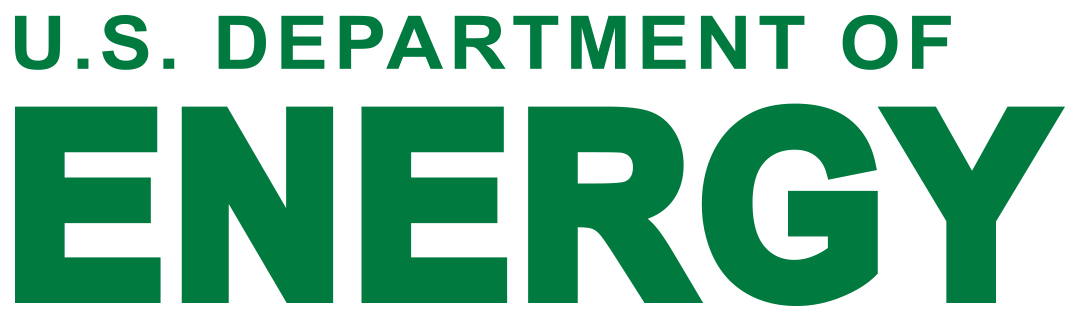 U.S. DEPARTMENT OF
ENERGY